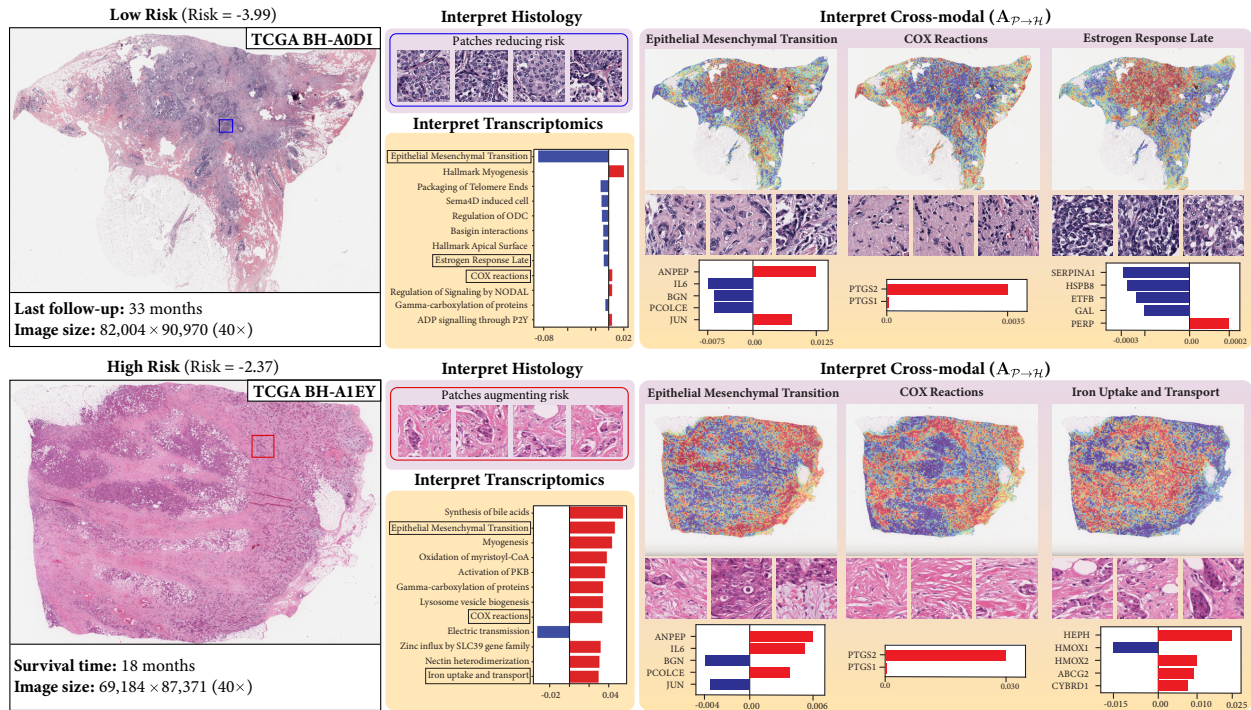 Low Risk (Risk = -3.99)
TCGA BH-A0DI
Last follow-up: 33 months
Image size: 82,004 × 90,970 (40×)
Interpret Histology
Patches reducing risk
Interpret Transcriptomics
Epithelial Mesenchymal Transition
Hallmark Myogenesis
Packaging of Telomere Ends
Sema4D induced cell
Regulation of ODC
Basigin interactions
Hallmark Apical Surface
Estrogen Response Late
COX reactions
Regulation of Signaling by NODAL
Gamma-carboxylation of proteins
ADP signalling through P2Y
-0.08 0.02
Interpret Cross-modal (A𝒫→ℋ)
Epithelial Mesenchymal Transition
ANPEP
IL6
BGN
PCOLCE
JUN
-0.0075 0.00 0.0125
COX Reactions
PTGS2
PTGS1
0.0 0.0035
Estrogen Response Late
SERPINA1
HSPB8
ETFB
GAL
PERP
-0.0003 0.00 0.0002
High Risk (Risk = -2.37)
TCGA BH-A1EY
Survival time: 18 months
Image size: 69,184 × 87,371 (40×)
Interpret Histology
Patches augmenting risk
Interpret Transcriptomics
Synthesis of bile acids
Epithelial Mesenchymal Transition
Myogenesis
Oxidation of myristoyl-CoA
Activation of PKB
Gamma-carboxylation of proteins
Lysosome vesicle biogenesis
COX reactions
Electric transmission
Zinc influx by SLC39 gene family
Nectin heterodimerization
Iron uptake and transport
-0.02 0.04
Interpret Cross-modal (A𝒫→ℋ)
Epithelial Mesenchymal Transition
ANPEP
IL6
BGN
PCOLCE
JUN
-0.004 0.00 0.006
COX Reactions
PTGS2
PTGS1
0.0 0.030
Iron Uptake and Transport
HEPH
HMOX1
HMOX2
ABCG2
CYBRD1
-0.015 0.000 0.010 0.025